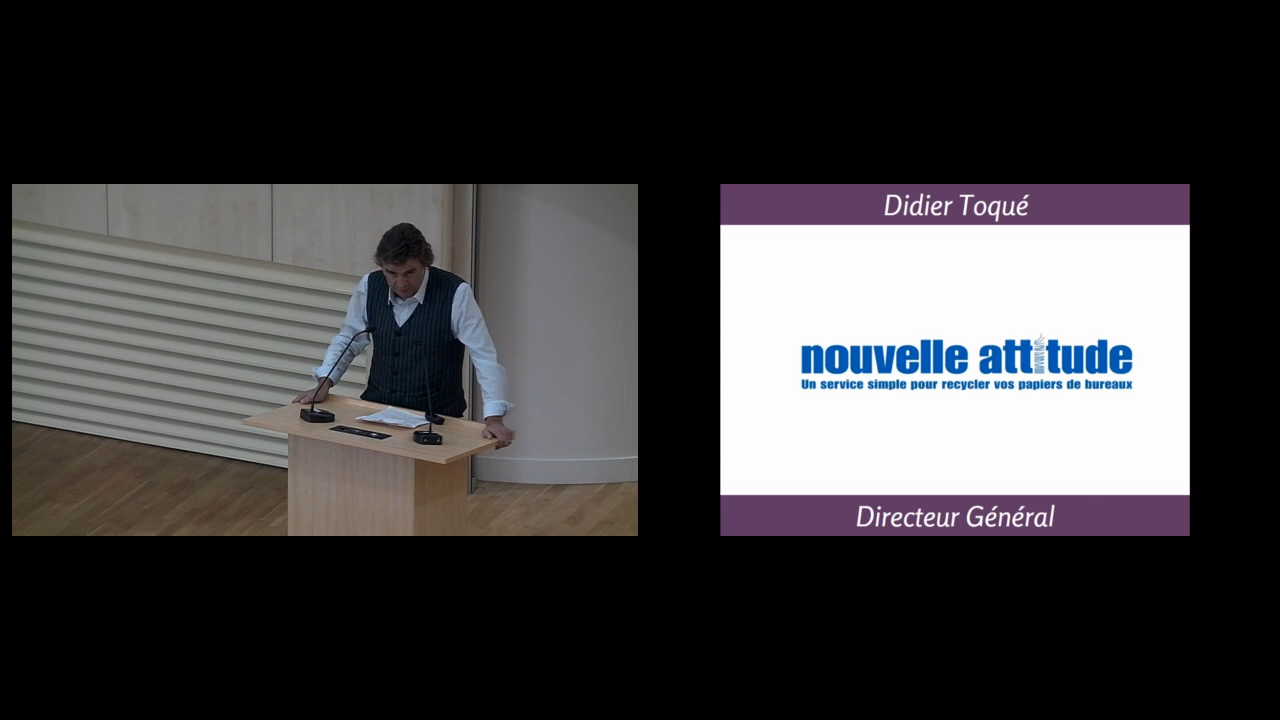 Didier Toqué
nouvelle attitude
Un service simple pour recycler vos papiers de bureaux
Directeur Général